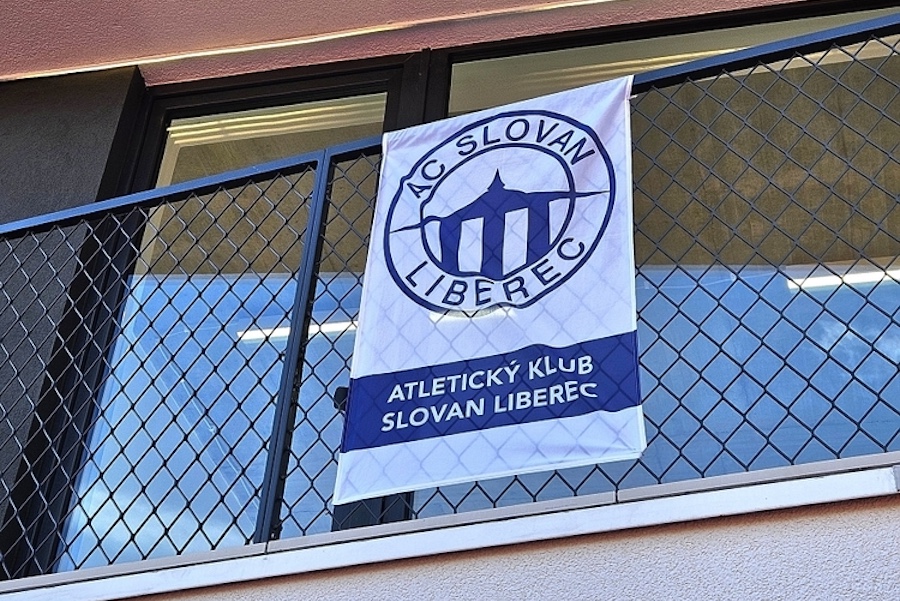 AC SLOVAN
LIBEREC
ATLETICKÝ KLUB
SLOVAN LIBEREC